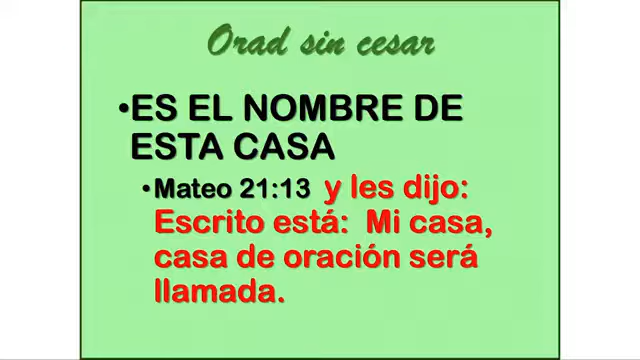 Orad sin cesar
•ES EL NOMBRE DE
ESTA CASA
•Mateo 21:13 y les dijo:
Escrito está: Mi casa,
casa de oración será
llamada.